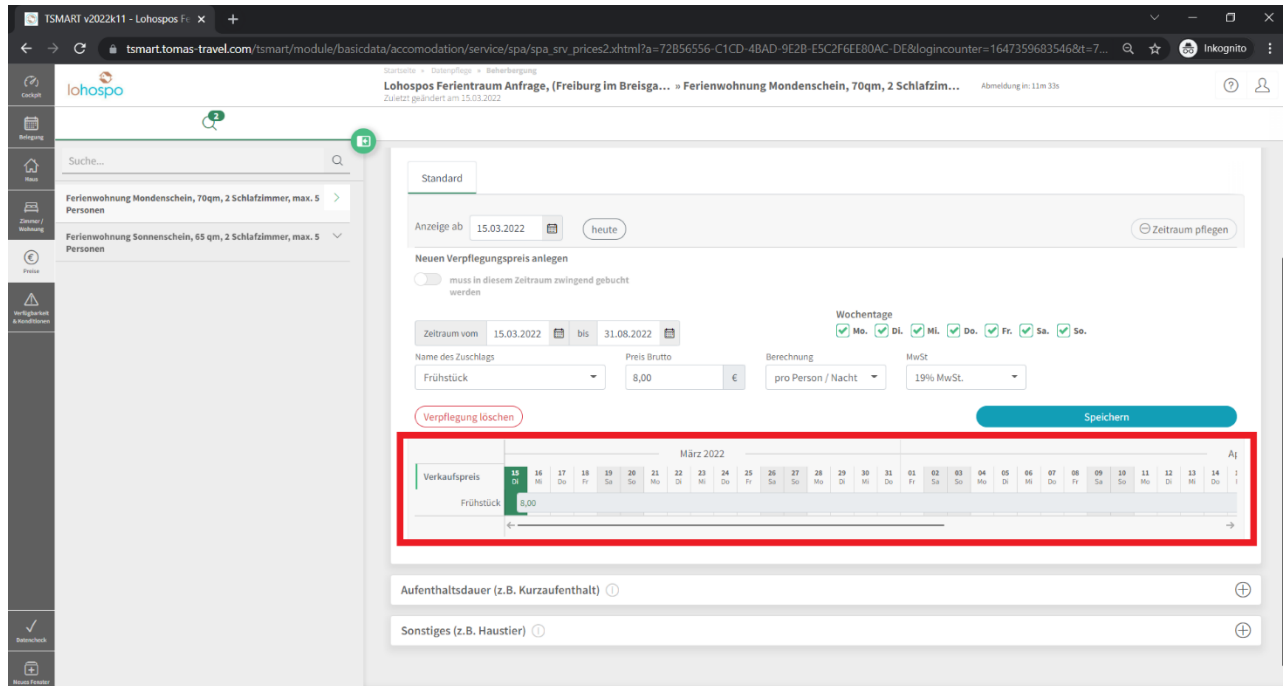 TSMART v2022k11 - Lohospos Fe
tsmart.tomas-travel.com/tsmart/module/basicdata/accomodation/service/spa/spa_srv_prices2.xhtml?a=72B56556-C1CD-4BAD-9E2B-E5C2F6EE80AC-DE&logincounter=1647359683546&t=7...
Inkognito
Cockpit
Belegung
Haus
Zimmer /
Wohnung
Preise
Verfügbarkeit
& Konditionen
Datencheck
Neues Fenster
lohospo
Startseite » Datenpflege » Beherbergung
Lohospos Ferientraum Anfrage, (Freiburg im Breisga... » Ferienwohnung Mondenschein, 70qm, 2 Schlafzim...
Abmeldung in: 11m 33s
Zuletzt geändert am 15.03.2022
2
Suche...
Ferienwohnung Mondenschein, 70qm, 2 Schlafzimmer, max. 5
Personen
Ferienwohnung Sonnenschein, 65 qm, 2 Schlafzimmer, max. 5
Personen
Standard
Anzeige ab 15.03.2022 heute Zeitraum pflegen
Neuen Verpflegungspreis anlegen
muss in diesem Zeitraum zwingend gebucht
werden
Wochentage
Zeitraum vom 15.03.2022 bis 31.08.2022 Mo. Di. Mi. Do. Fr. Sa. So.
Name des Zuschlags Preis Brutto Berechnung MwSt
Frühstück 8,00 € pro Person / Nacht 19% MwSt.
Verpflegung löschen Speichern
März 2022
Verkaufspreis 15 16 17 18 19 20 21 22 23 24 25 26 27 28 29 30 31 01 02 03 04 05 06 07 08 09 10 11 12 13 14
Di Mi Do Fr Sa So Mo Di Mi Do Fr Sa So Mo Di Mi Do Fr Sa So Mo Di Mi Do Fr Sa So Mo Di Mi Do
Frühstück 8,00
Aufenthaltsdauer (z.B. Kurzaufenthalt)
Sonstiges (z.B. Haustier)